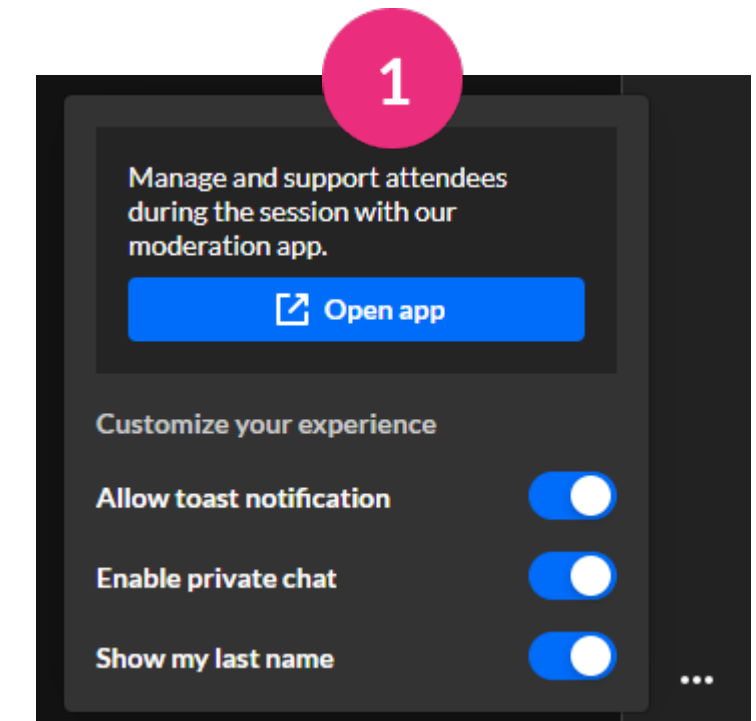 1
Manage and support attendees
during the session with our
moderation app.
Open app
Customize your experience
Allow toast notification
Enable private chat
Show my last name